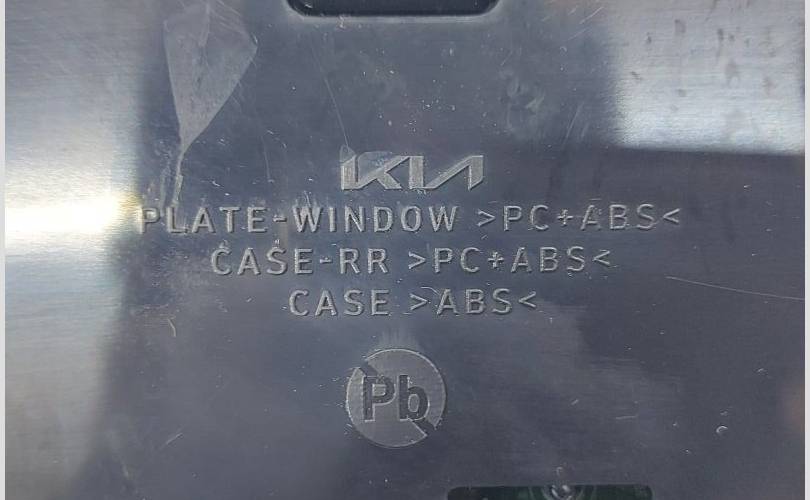 KIA
PLATE-WINDOW >PC+ABS<
CASE-RR >PC+ABS<
CASE >ABS<
Pb